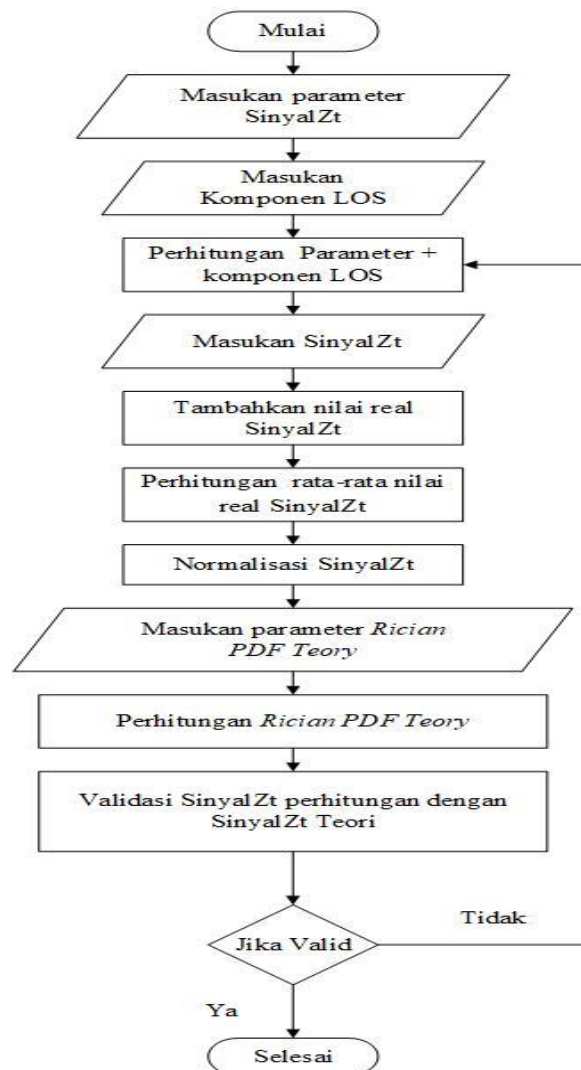 Mulai
Masukan parameter
SinyalZt
Masukan
Komponen LOS
Perhitungan Parameter +
komponen LOS
Masukan SinyalZt
Tambahkan nilai real
SinyalZt
Perhitungan rata-rata nilai
real SinyalZt
Normalisasi SinyalZt
Masukan parameter Rician
PDF Teory
Perhitungan Rician PDF Teory
Validasi SinyalZt perhitungan dengan
SinyalZt Teori
Jika Valid
Tidak
Ya
Selesai